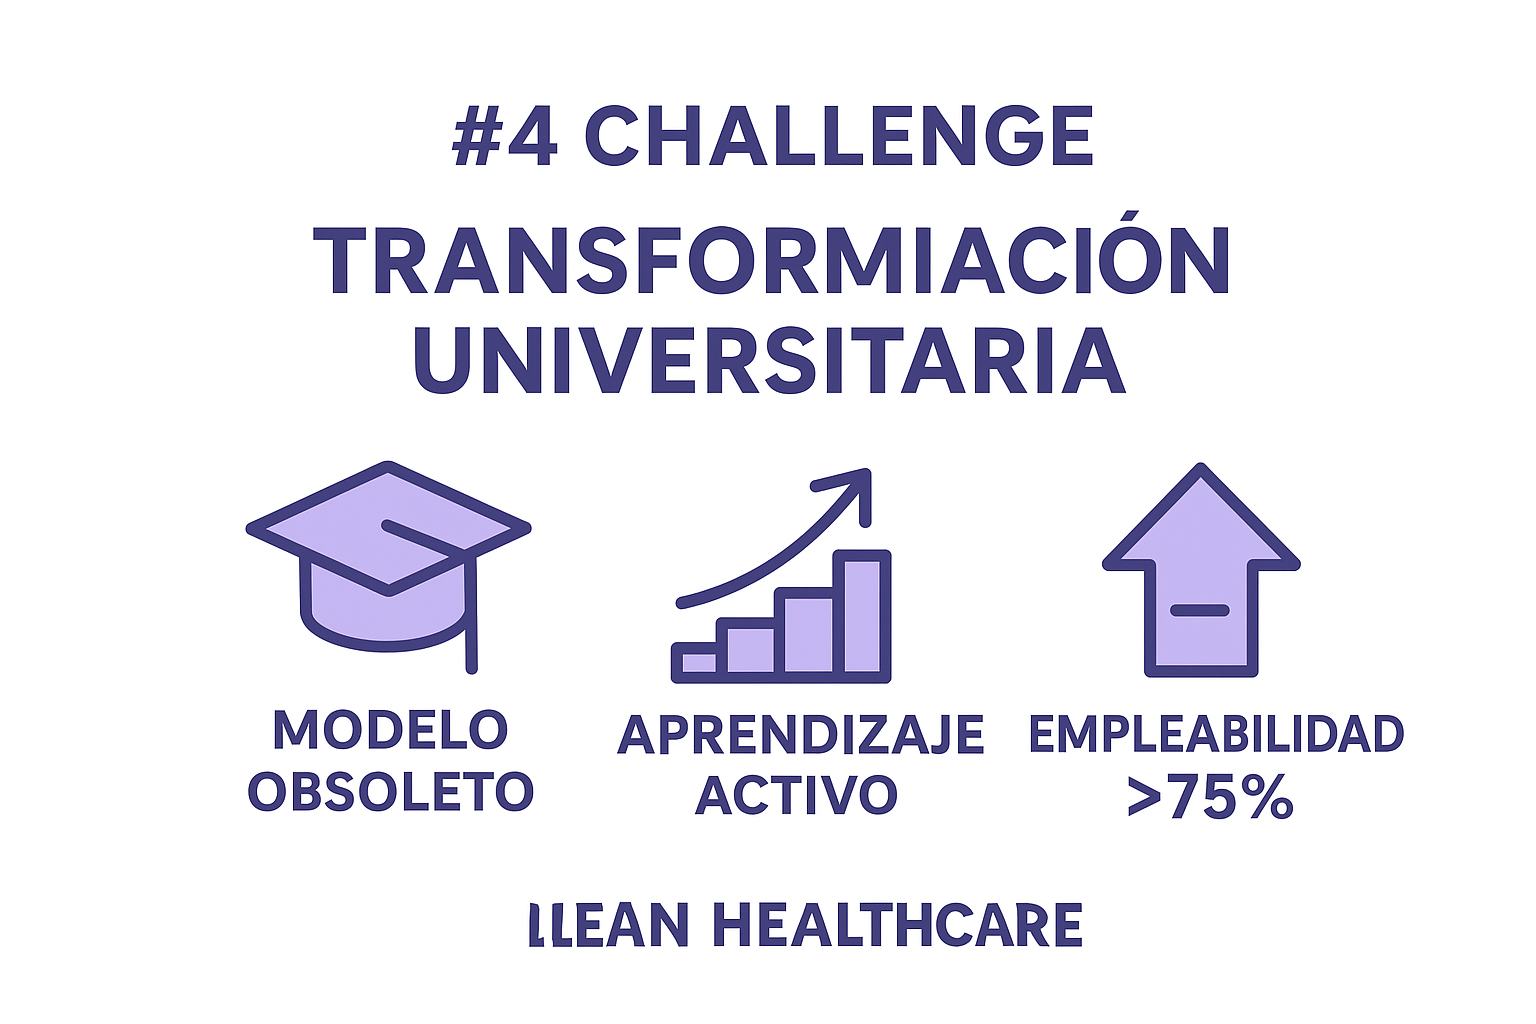 #4 CHALLENGE
TRANSFORMIACIÓN
UNIVERSITARIA
MODELO
OBSOLETO
APRENDIZAJE
ACTIVO
EMPLEABILIDAD
>75%
LLEAN HEALTHCARE